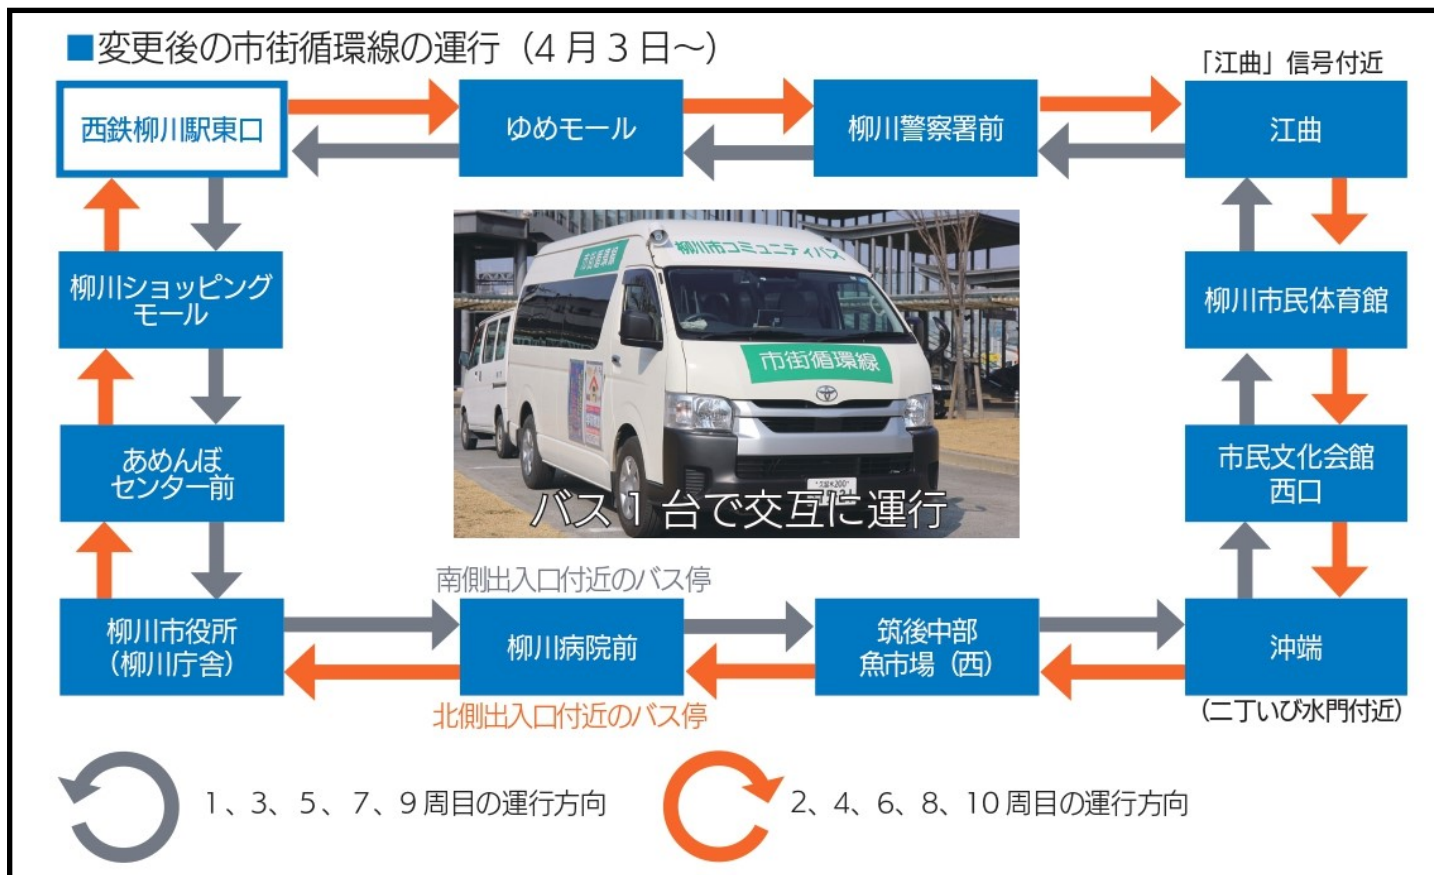 ■変更後の市街循環線の運行（4月3日～）
「江曲」信号付近
西鉄柳川駅東口
ゆめモール
柳川警察署前
江曲
柳川ショッピング
モール
柳川市コミュニティバス
市街循環線
市街循環線
柳川市民体育館
あめんぼ
センター前
バス1台で交互に運行
市民文化会館
西口
南側出入口付近のバス停
柳川市役所
（柳川庁舎）
柳川病院前
筑後中部
魚市場（西）
沖端
北側出入口付近のバス停
（二丁いび水門付近）
1、3、5、7、9周目の運行方向
2、4、6、8、10周目の運行方向